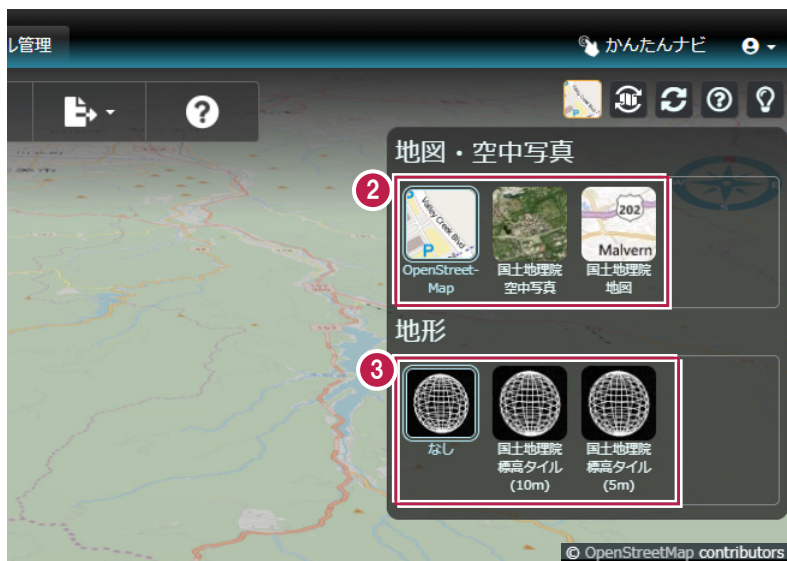 ル管理
かんたんナビ
地図・空中写真
2
Valley Creek Blvd
P
202
Malvern
OpenStreet-
Map
国土地理院
空中写真
国土地理院
地図
地形
3
なし
国土地理院
標高タイル
(10m)
国土地理院
標高タイル
(5m)
© OpenStreetMap contributors